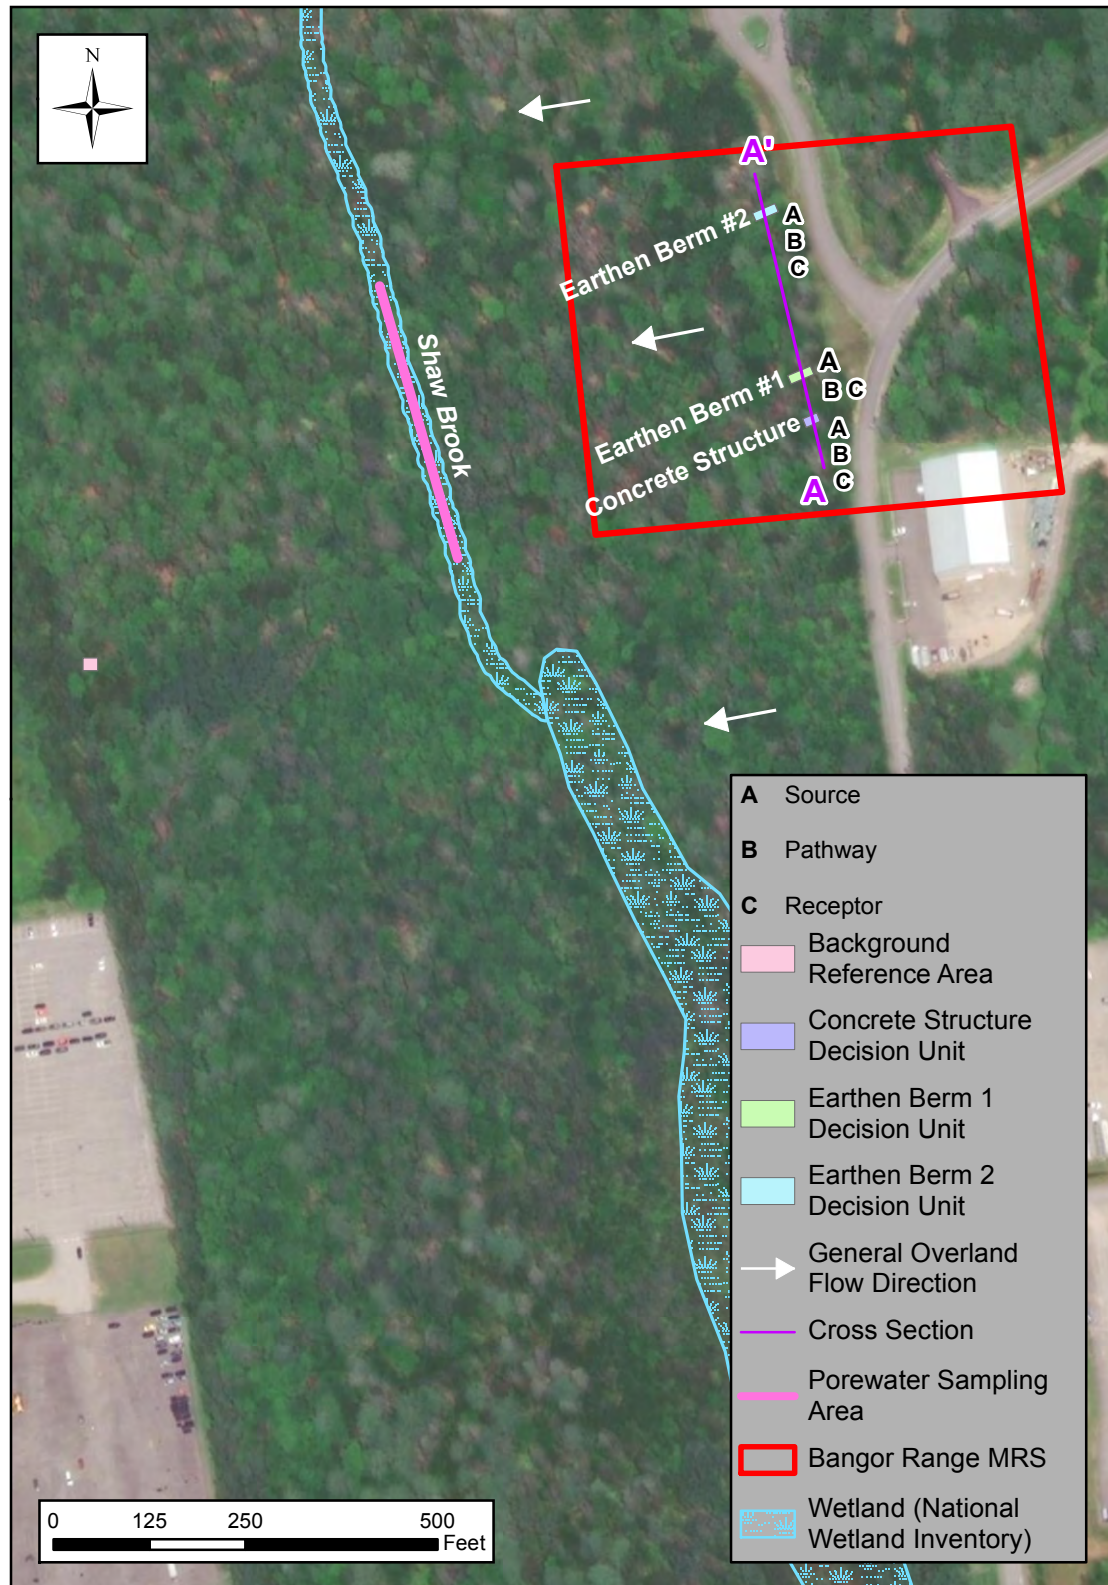 N
A'
Earthen Berm #2
A
B
C
Shaw Brook
Earthen Berm #1
A
B C
Concrete Structure
A
B
C
A
A Source
B Pathway
C Receptor
Background
Reference Area
Concrete Structure
Decision Unit
Earthen Berm 1
Decision Unit
Earthen Berm 2
Decision Unit
General Overland
Flow Direction
Cross Section
Porewater Sampling
Area
Bangor Range MRS
Wetland (National
Wetland Inventory)
0 125 250 500
Feet